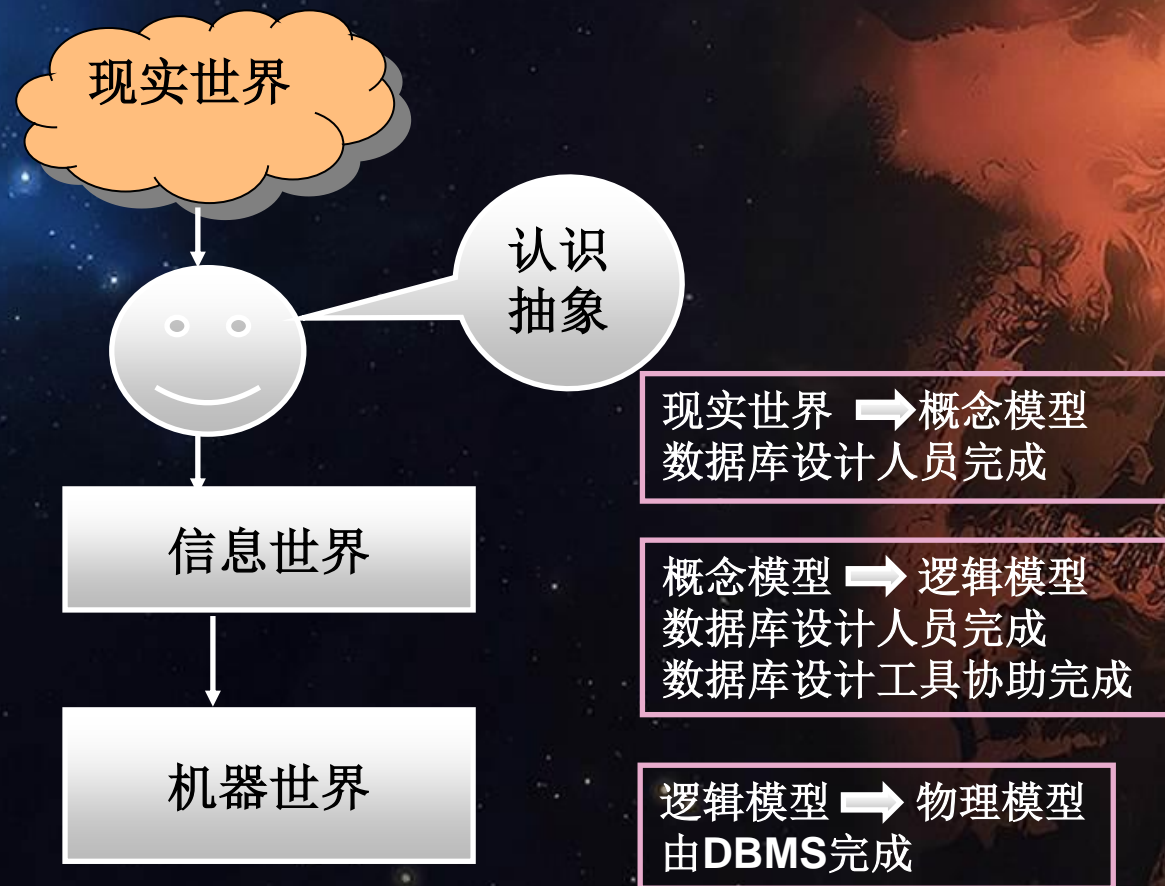 现实世界
认识
抽象
现实世界 概念模型
数据库设计人员完成
信息世界
概念模型 逻辑模型
数据库设计人员完成
数据库设计工具协助完成
机器世界
逻辑模型 物理模型
由DBMS完成